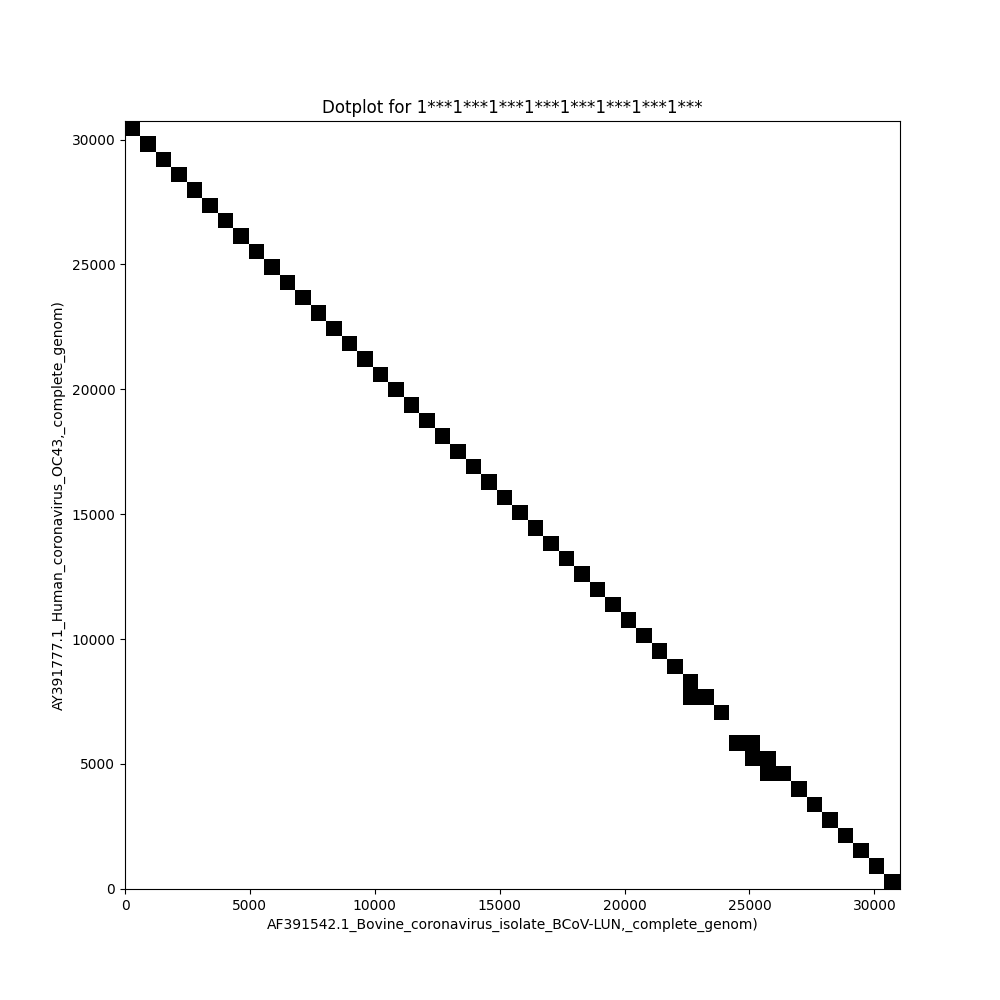 Dotplot for 1***1***1***1***1***1***1***1***
30000
25000
20000
15000
10000
5000
0
AY391777.1_Human_coronavirus_OC43,_complete_genom)
0 5000 10000 15000 20000 25000 30000
AF391542.1_Bovine_coronavirus_isolate_BCoV-LUN,_complete_genom)